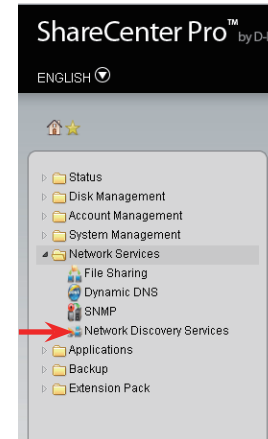 ShareCenter Pro™ by D-
ENGLISH
Status
Disk Management
Account Management
System Management
Network Services
File Sharing
Dynamic DNS
SNMP
Network Discovery Services
Applications
Backup
Extension Pack